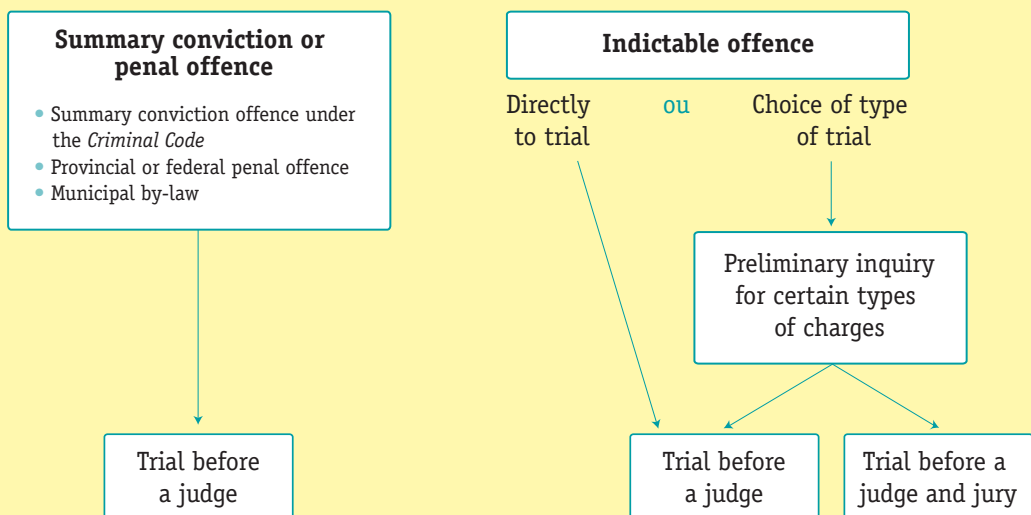 Summary conviction or
penal offence
• Summary conviction offence under
the Criminal Code
• Provincial or federal penal offence
• Municipal by-law
Trial before
a judge
Indictable offence
Directly
to trial
ou
Choice of type
of trial
Preliminary inquiry
for certain types
of charges
Trial before
a judge
Trial before a
judge and jury